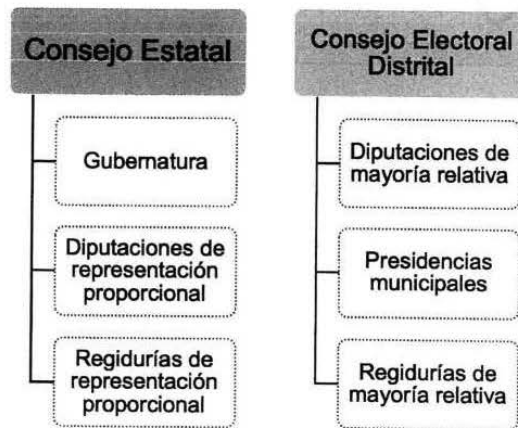 Consejo Estatal
Gubernatura
Diputaciones de
representación
proporcional
Regidurías de
representación
proporcional
Consejo Electoral
Distrital
Diputaciones de
mayoría relativa
Presidencias
municipales
Regidurías de
mayoría relativa